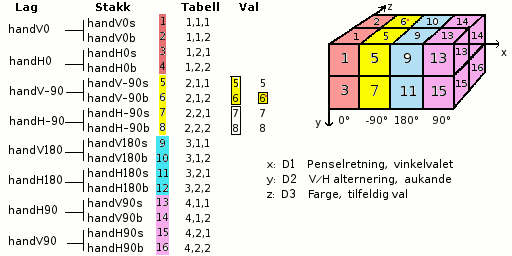 Lag Stakk Tabell Val
handV0
handV0s 1 1,1,1
handV0b 2 1,1,2
handH0
handH0s 3 1,2,1
handH0b 4 1,2,2
handV-90
handV-90s 5 2,1,1 5 5
handV-90b 6 2,1,2 6 6
handH-90
handH-90s 7 2,2,1 7 7
handH-90b 8 2,2,2 8 8
handV180
handV180s 9 3,1,1
handV180b 10 3,1,2
handH180
handH180s 11 3,2,1
handH180b 12 3,2,2
handH90
handV90s 13 4,1,1
handV90b 14 4,1,2
handV90
handH90s 15 4,2,1
handH90b 16 4,2,2
z
2 6 10 14
1 5 9 13
x
1 5 9 13 13 14
3 7 11 15 15 16
y 0° -90° 180° 90°
x: D1 Penselretning, vinkelvalet
y: D2 V/H alternering, aukande
z: D3 Farge, tilfeldig val